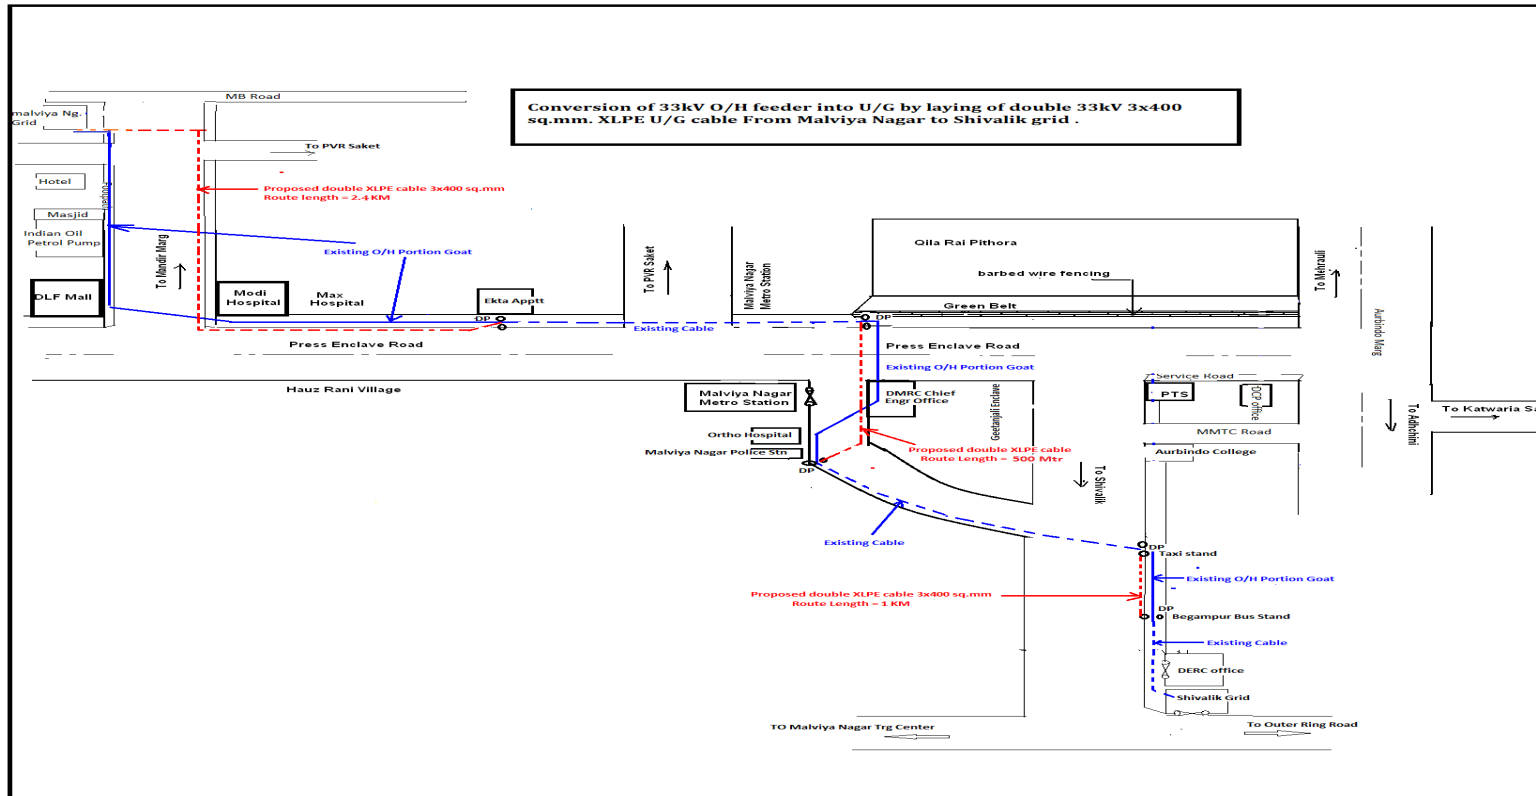 Conversion of 33kV O/H feeder into U/G by laying of double 33kV 3x400
sq.mm. XLPE U/G cable From Malviya Nagar to Shivalik grid .
MB Road
malviya Ng.
Grid
To PVR Saket
Hotel
Footpath
Proposed double XLPE cable 3x400 sq.mm
Route length = 2.4 KM
Masjid
Indian Oil
Petrol Pump
To Mandir Marg
Existing O/H Portion Goat
To PVR Saket
Malviya Nagar
Metro Station
Qila Rai Pithora
barbed wire fencing
To Mehrauli
DLF Mall
Modi
Hospital
Max
Hospital
Ekta Apptt
Green Belt
DP
DP
Existing Cable
Aurbindo Marg
Press Enclave Road
Press Enclave Road
Existing O/H Portion Goat
Service Road
Hauz Rani Village
Malviya Nagar
Metro Station
DMRC Chief
Engr Office
Geetanjali Enclave
PTS
DCP office
To Adhchini
To Katwaria Sa
Ortho Hospital
MMTC Road
Malviya Nagar Police Stn
Proposed double XLPE cable
Route Length = 500 Mtr
Aurbindo College
DP
To Shivalik
Existing Cable
DP
Taxi stand
Existing O/H Portion Goat
Proposed double XLPE cable 3x400 sq.mm
Route Length = 1 KM
DP
Begampur Bus Stand
Existing Cable
DERC office
Shivalik Grid
TO Malviya Nagar Trg Center
To Outer Ring Road